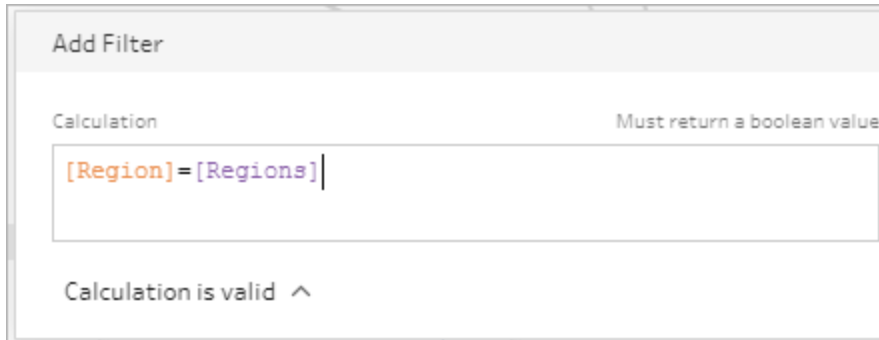 Add Filter
Calculation Must return a boolean value
[Region]=[Regions]
Calculation is valid